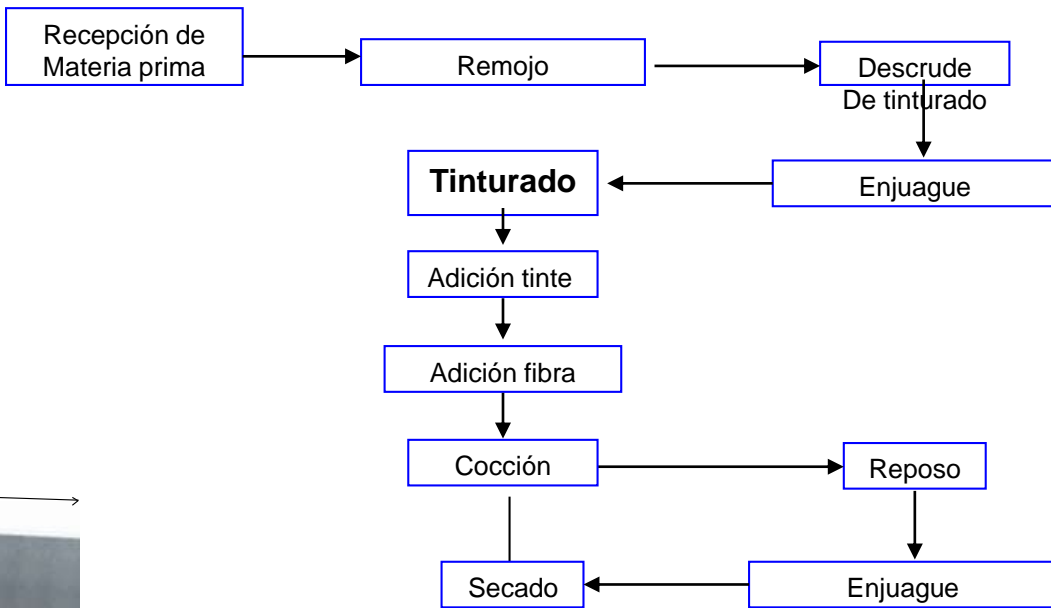 Recepción de
Materia prima
Remojo
Descrude
De tinturado
Enjuague
Tinturado
Adición tinte
Adición fibra
Cocción
Reposo
Enjuague
Secado